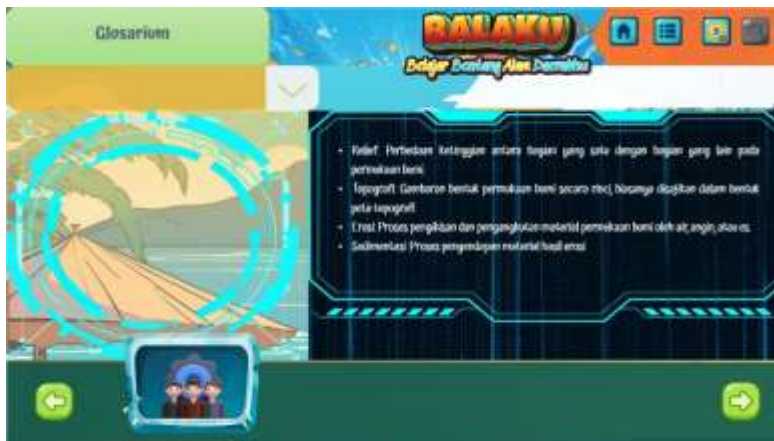 Glosarium
BALAKU
Belajar Bentang Alam Daerahku
• Relief: Perbedaan ketinggian antara bagian yang satu dengan bagian yang lain pada
permukaan bumi.
• Topografi: Gambaran bentuk permukaan bumi secara rinci, biasanya disajikan dalam bentuk
peta topografi.
• Erosi: Proses pengikisan dan pengangkutan material permukaan bumi oleh air, angin, atau es.
• Sedimentasi: Proses pengendapan material hasil erosi